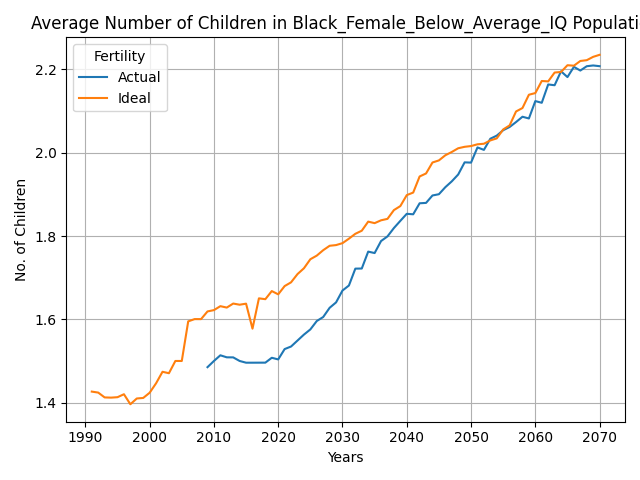 Average Number of Children in Black_Female_Below_Average_IQ Populati
Fertility
Actual
Ideal
No. of Children
2.2
2.0
1.8
1.6
1.4
1990 2000 2010 2020 2030 2040 2050 2060 2070
Years